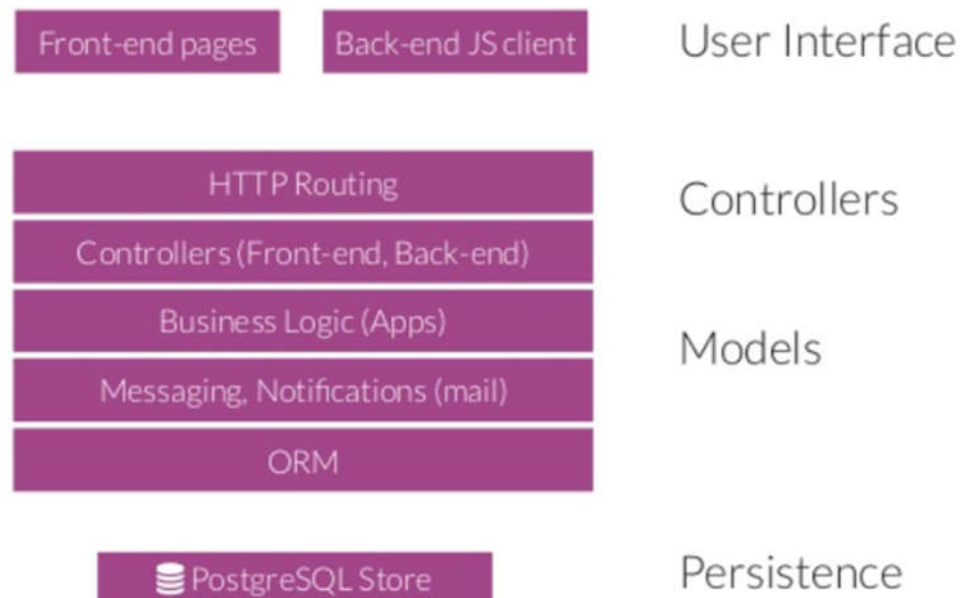 Front-end pages
Back-end JS client
User Interface
HTTP Routing
Controllers
Controllers (Front-end, Back-end)
Business Logic (Apps)
Models
Messaging, Notifications (mail)
ORM
PostgreSQL Store
Persistence